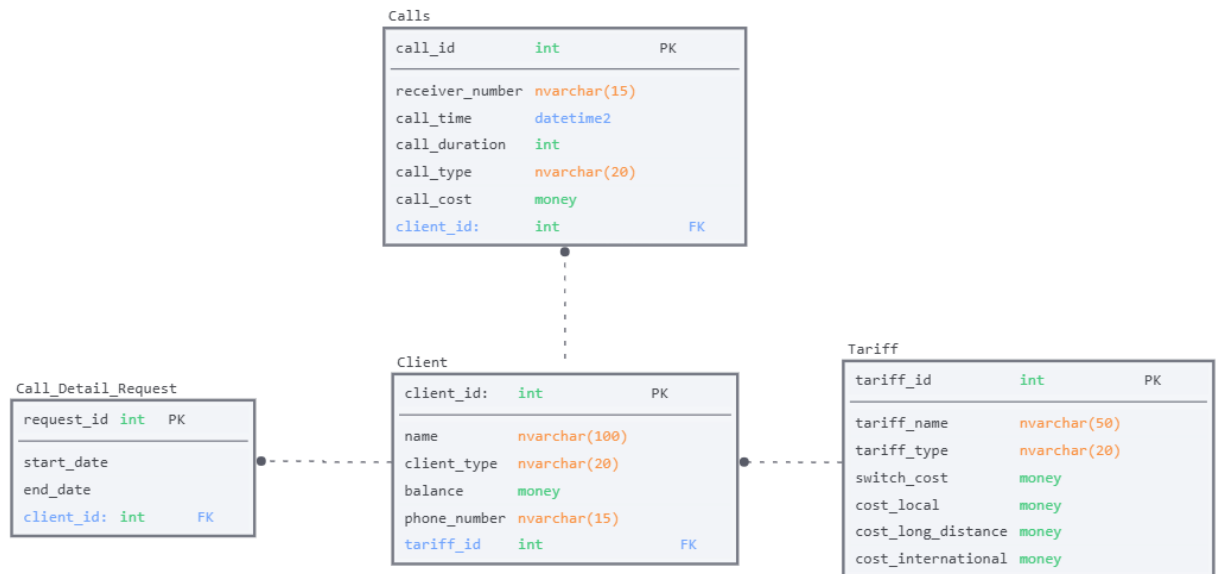 Calls
call_id int PK
receiver_number nvarchar(15)
call_time datetime2
call_duration int
call_type nvarchar(20)
call_cost money
client_id: int FK
Client
client_id: int PK
name nvarchar(100)
client_type nvarchar(20)
balance money
phone_number nvarchar(15)
tariff_id int FK
Call_Detail_Request
request_id int PK
start_date
end_date
client_id: int FK
Tariff
tariff_id int PK
tariff_name nvarchar(50)
tariff_type nvarchar(20)
switch_cost money
cost_local money
cost_long_distance money
cost_international money